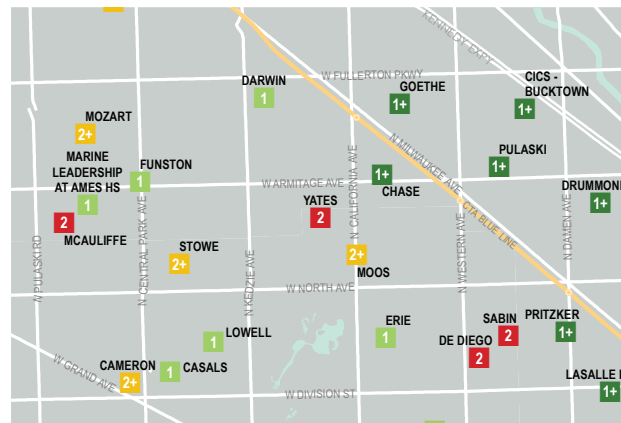 KENNEDY EXPY
W FULLERTON PKWY
DARWIN
1
GOETHE
1+
CICS -
BUCKTOWN
1+
MOZART
2+
MARINE
LEADERSHIP
AT AMES HS
1
FUNSTON
1
N MILWAUKEE AVE
PULASKI
1+
W ARMITAGE AVE
1+
CHASE
DRUMMON
1+
2
MCAULIFFE
YATES
2
N CALIFORNIA AVE
CTA BLUE LINE
N CENTRAL PARK AVE
STOWE
2+
2+
MOOS
N DAMEN AVE
N WESTERN AVE
N KEDZIE AVE
W PULASKI RD
W NORTH AVE
LOWELL
1
ERIE
1
SABIN
2
PRITZKER
1+
DE DIEGO
2
W GRAND AVE
CAMERON
2+
1
CASALS
LASALLE
1+
W DIVISION ST